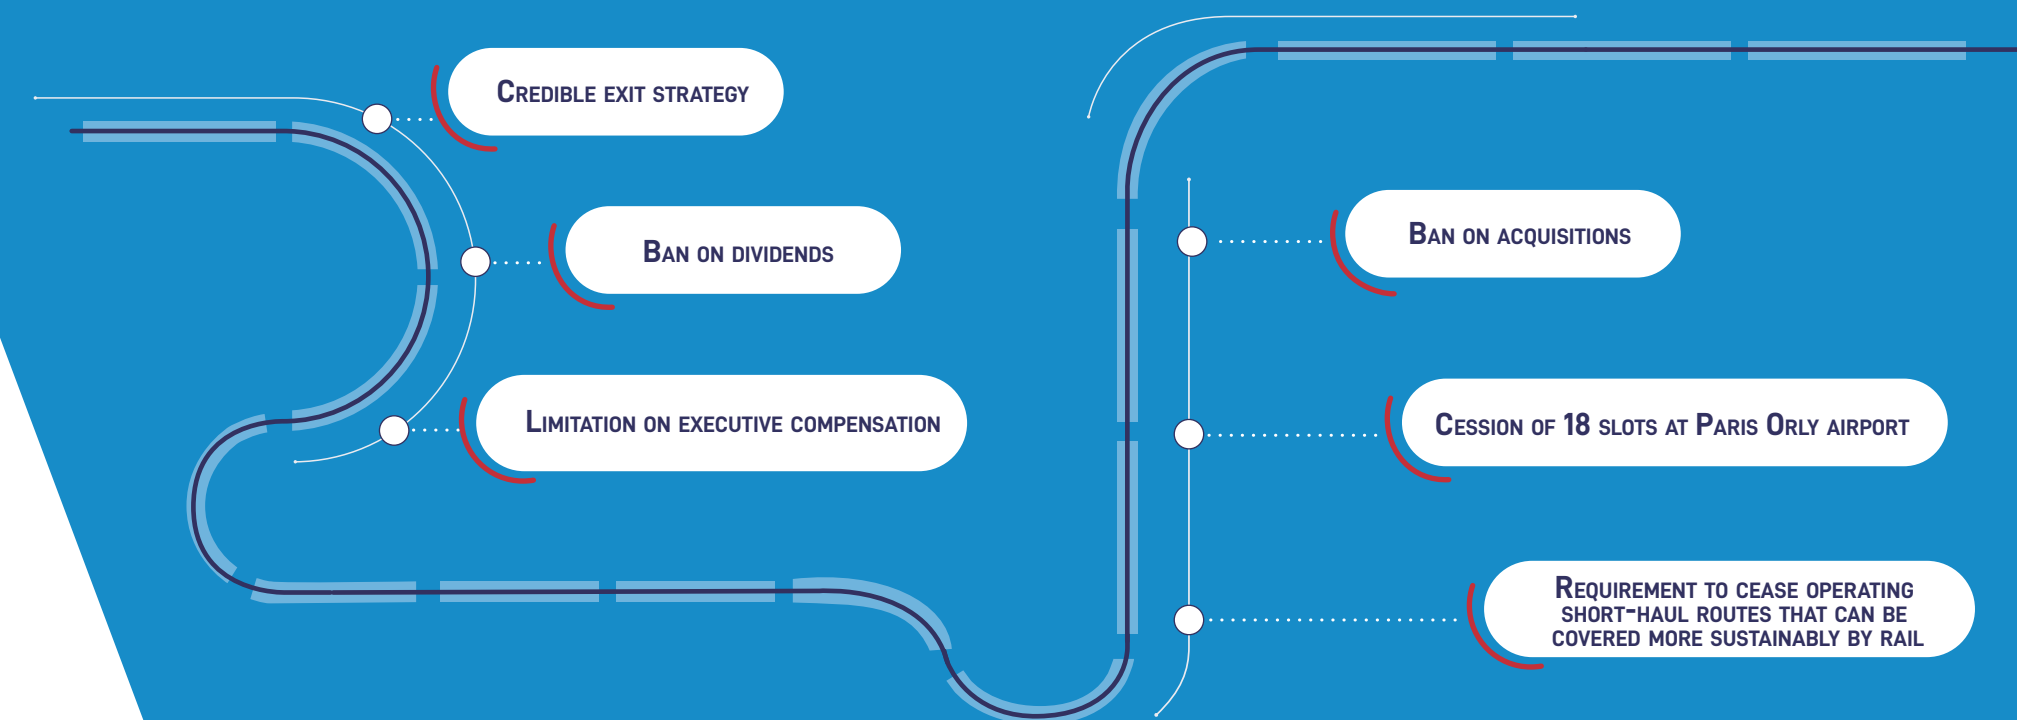 Credible exit strategy
Ban on dividends
Limitation on executive compensation
Ban on acquisitions
Cession of 18 slots at Paris Orly airport
Requirement to cease operating
short-haul routes that can be
covered more sustainably by rail